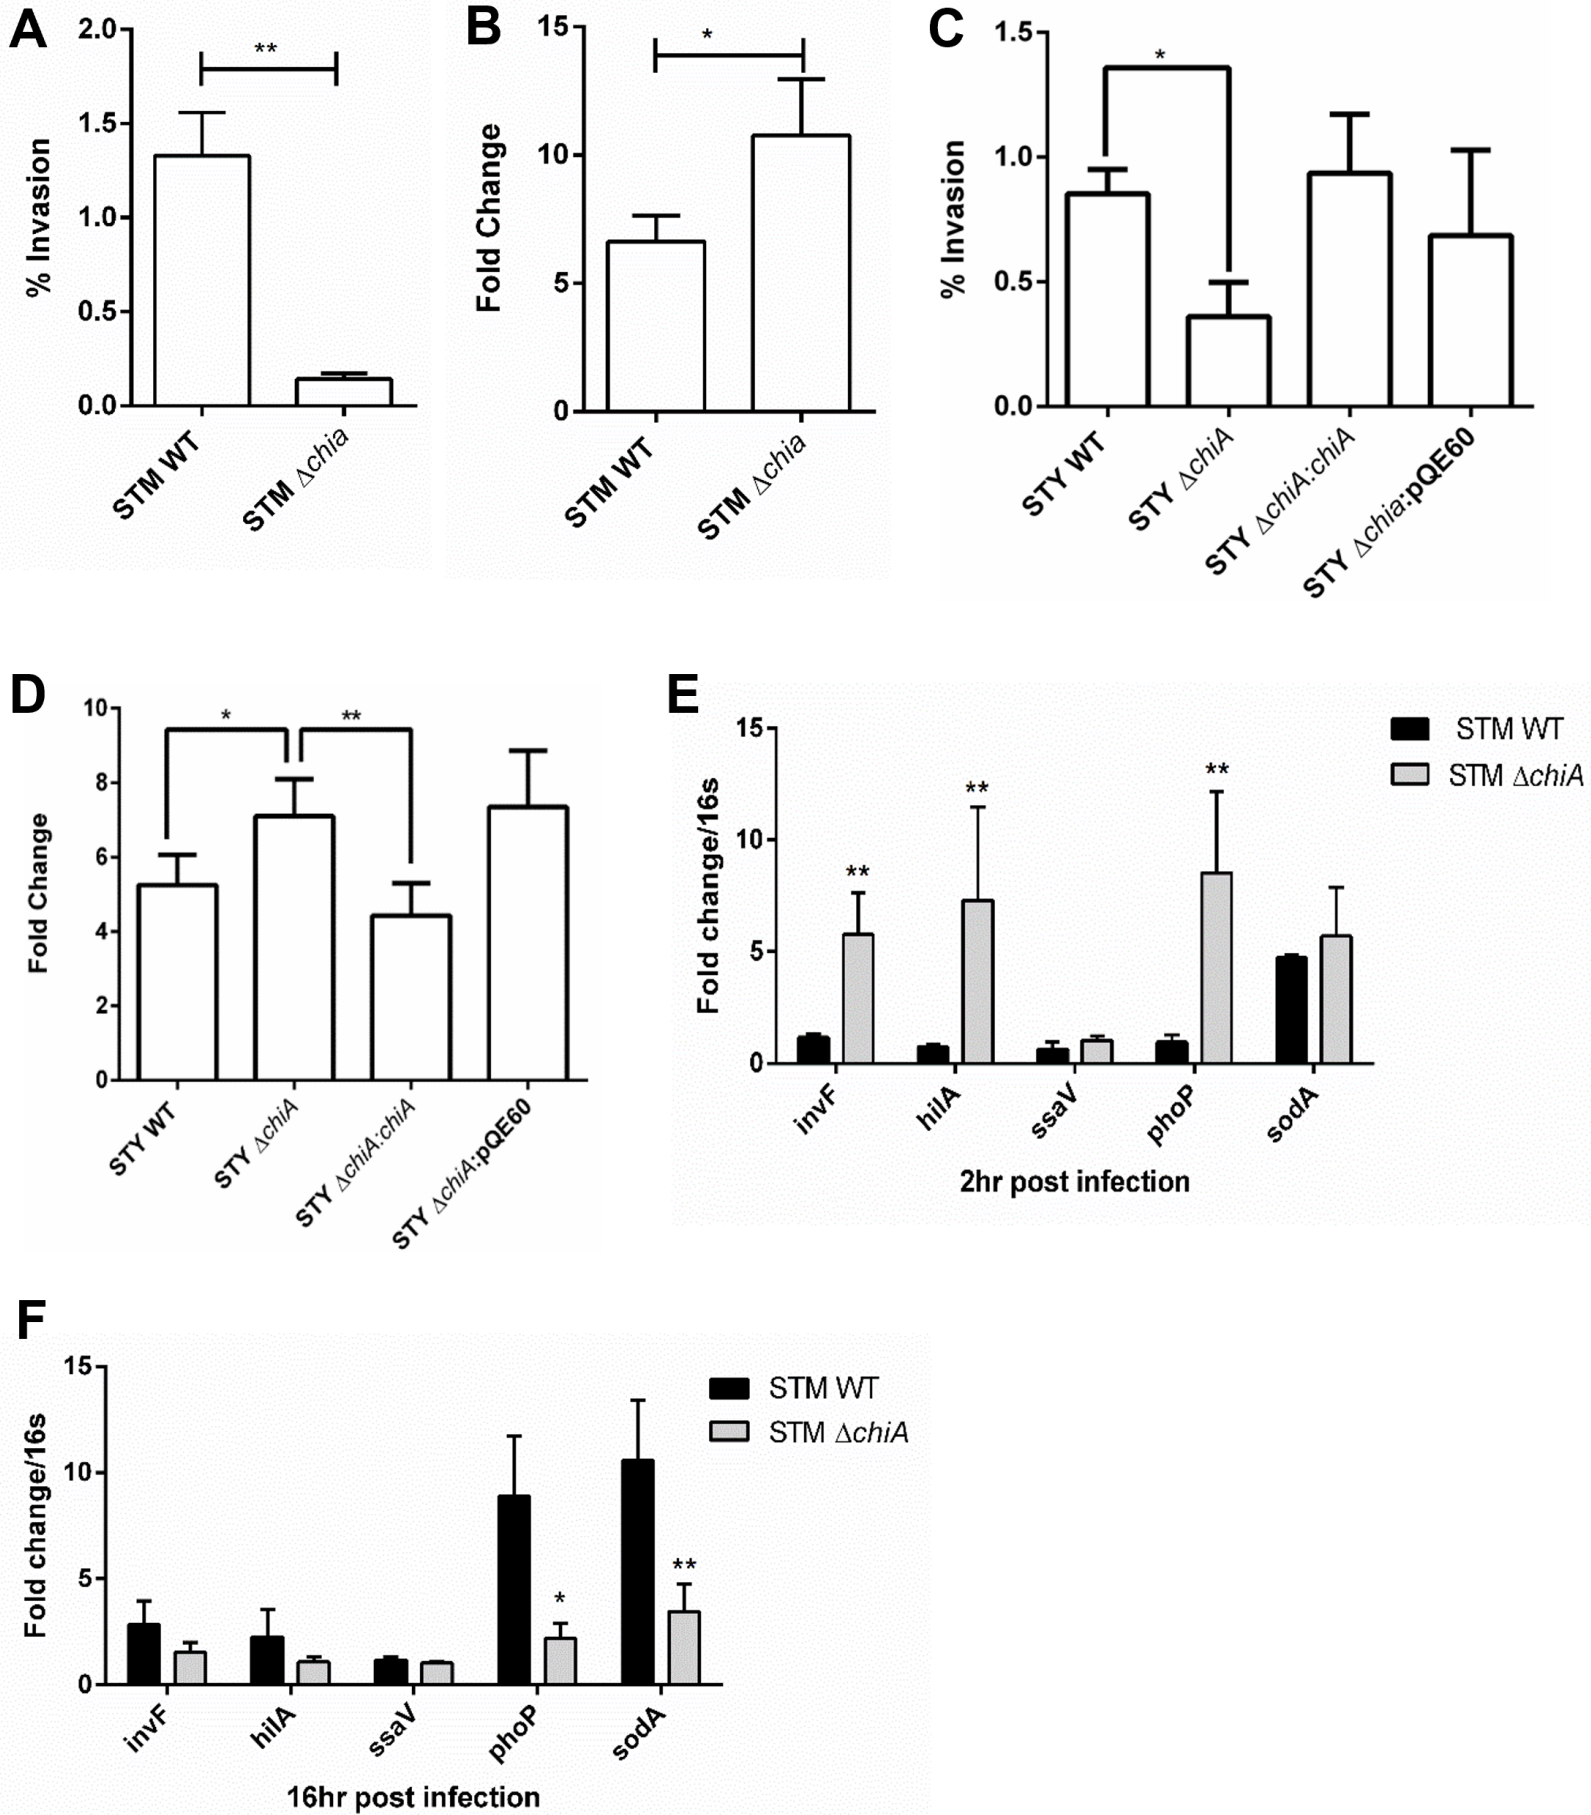 A
% Invasion
2.0
1.5
1.0
0.5
0.0
**
STM WT
STM Δchia
B
Fold Change
15
10
5
0
*
STM WT
STM Δchia
C
% Invasion
1.5
1.0
0.5
0.0
*
STY WT
STY ΔchiA
STY ΔchiA:chiA
STY Δchia:pQE60
D
Fold Change
10
8
6
4
2
0
*
**
STY WT
STY ΔchiA
STY ΔchiA:chiA
STY ΔchiA:pQE60
E
Fold change/16s
15
10
5
0
**
**
**
STM WT
STM ΔchiA
invF
hilA
ssaV
phoP
sodA
2hr post infection
F
Fold change/16s
15
10
5
0
*
**
STM WT
STM ΔchiA
invF
hilA
ssaV
phoP
sodA
16hr post infection